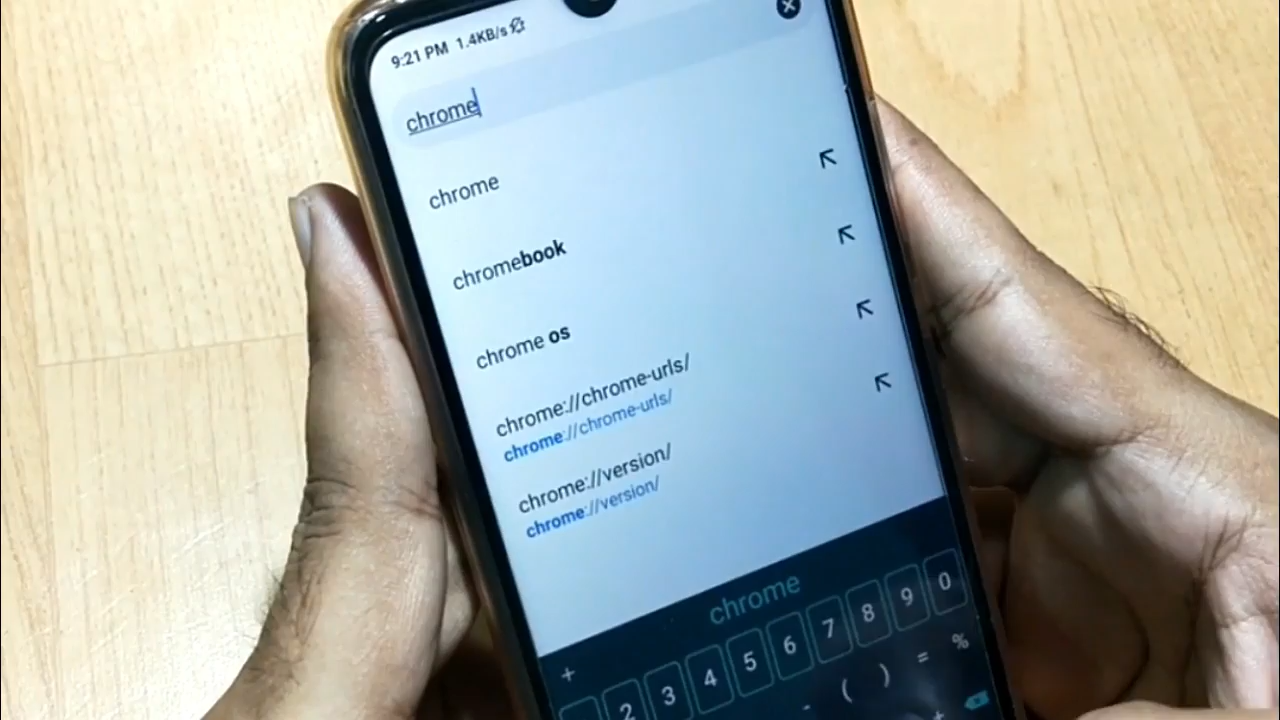 9:21 PM 1.4KB/s
chrome
chrome
chromebook
chrome os
chrome://chrome-urls/
chrome://chrome-urls/
chrome://version/
chrome://version/
chrome
+
2 3 4 5 6 7 8 9 0
- ( ) = %
+